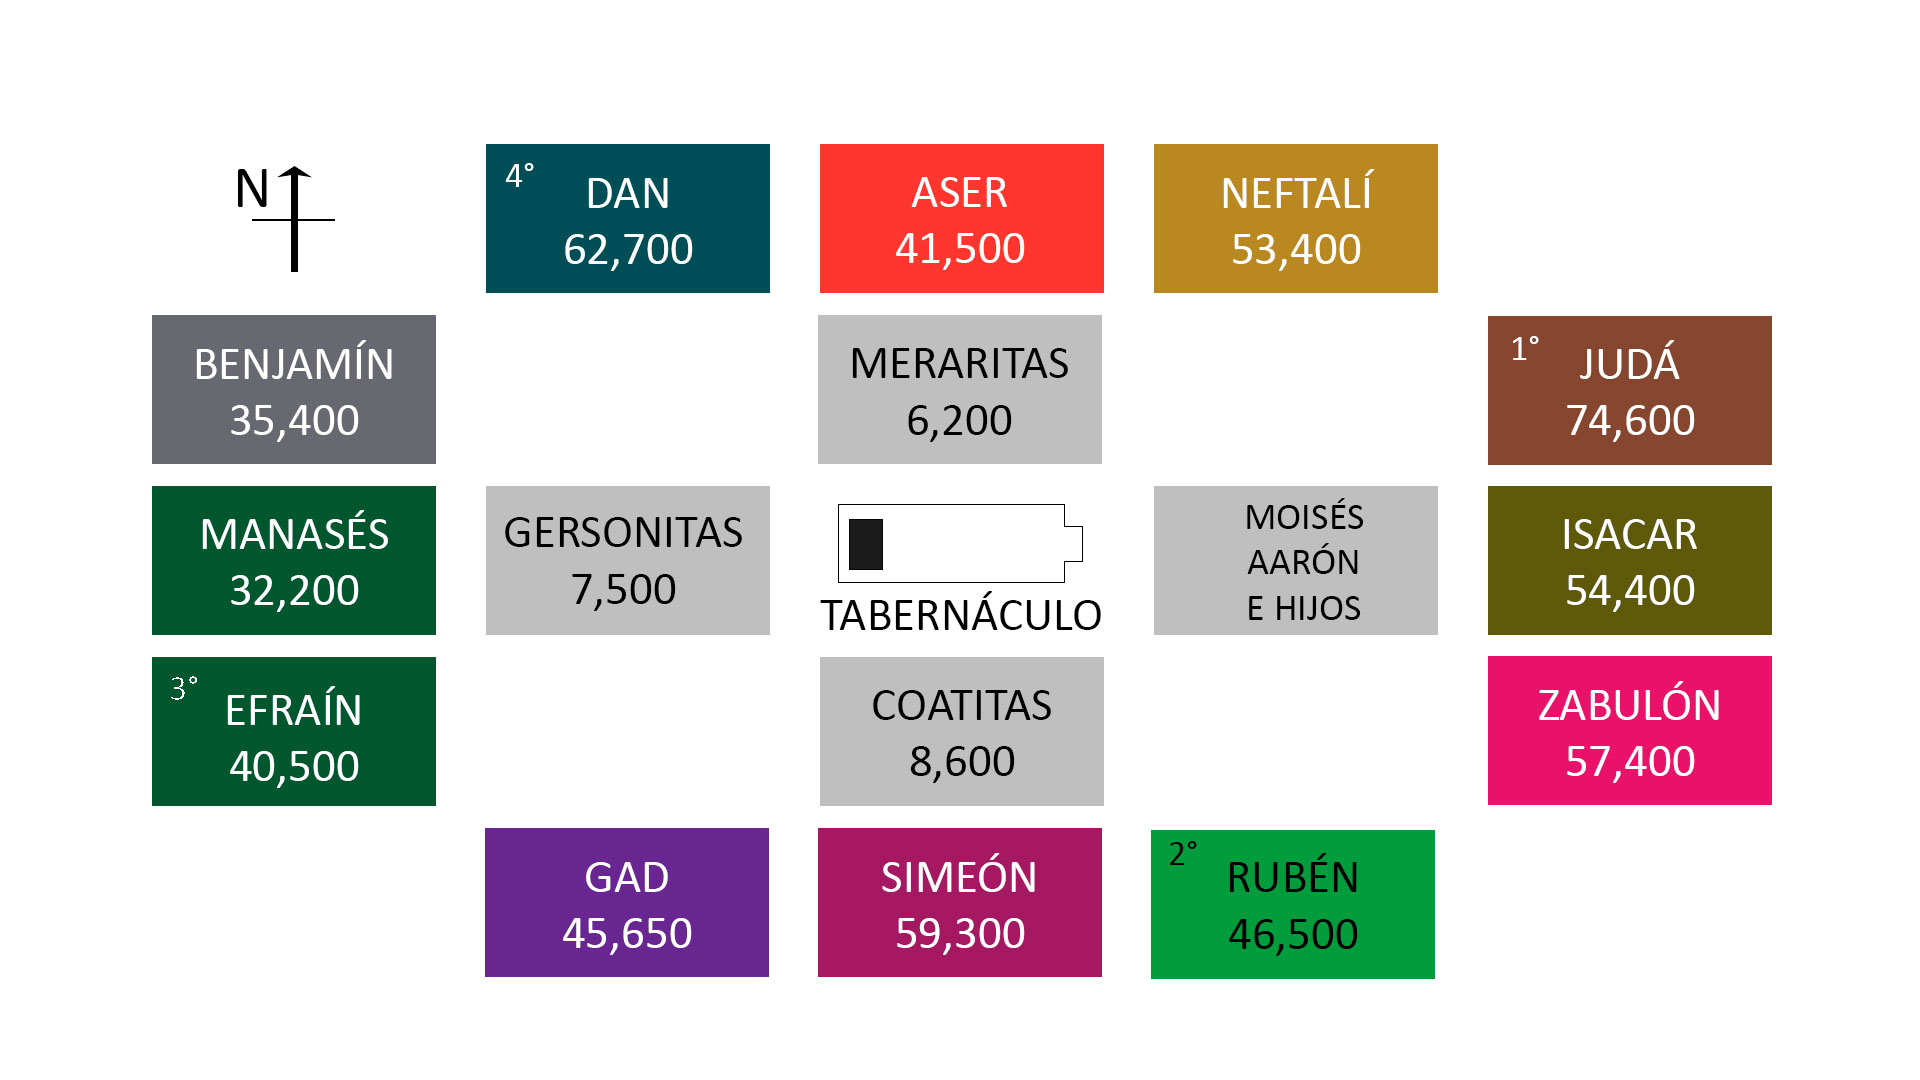 N
4°
DAN
62,700
ASER
41,500
NEFTALÍ
53,400
BENJAMÍN
35,400
MERARITAS
6,200
1°
JUDÁ
74,600
MANASÉS
32,200
GERSONITAS
7,500
TABERNÁCULO
MOISÉS
AARÓN
E HIJOS
ISACAR
54,400
3°
EFRAÍN
40,500
COATITAS
8,600
ZABULÓN
57,400
GAD
45,650
SIMEÓN
59,300
2°
RUBÉN
46,500